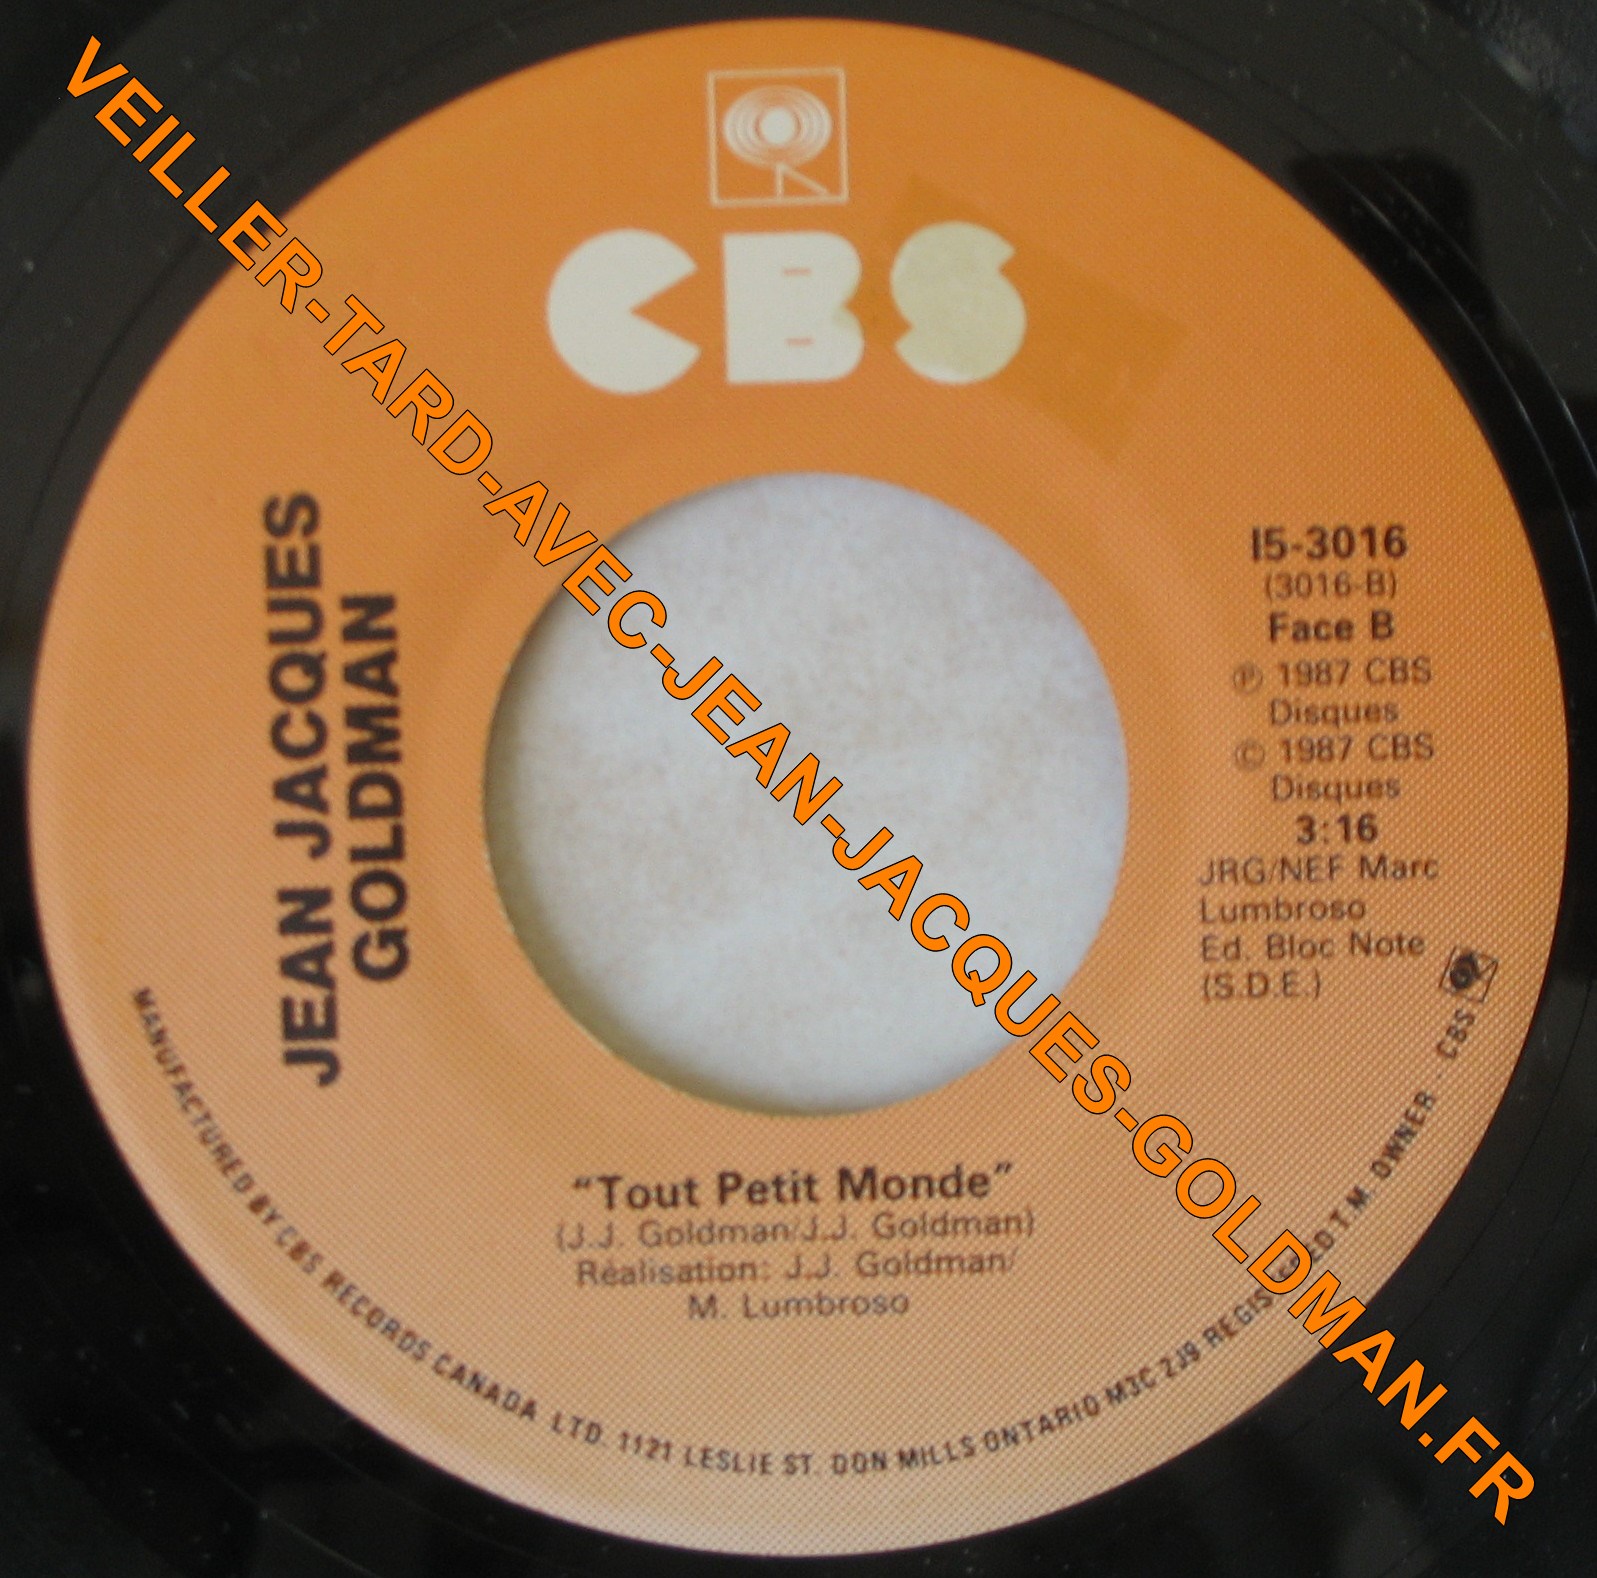 CBS
JEAN JACQUES
GOLDMAN
I5-3016
(3016-B)
Face B
Ⓟ 1987 CBS
Disques
© 1987 CBS
Disques
3:16
JRG/NEF Marc
Lumbroso
Ed. Bloc Note
(S.D.E.)
"Tout Petit Monde"
(J.J. Goldman/J.J. Goldman)
Réalisation: J.J. Goldman/
M. Lumbroso
MANUFACTURED BY CBS RECORDS CANADA LTD. 1121 LESLIE ST. DON MILLS ONTARIO M3C 2J9 REGISTERED T.M. OWNER - CBS
VEILLER-TARD-AVEC-JEAN-JACQUES-GOLDMAN.FR